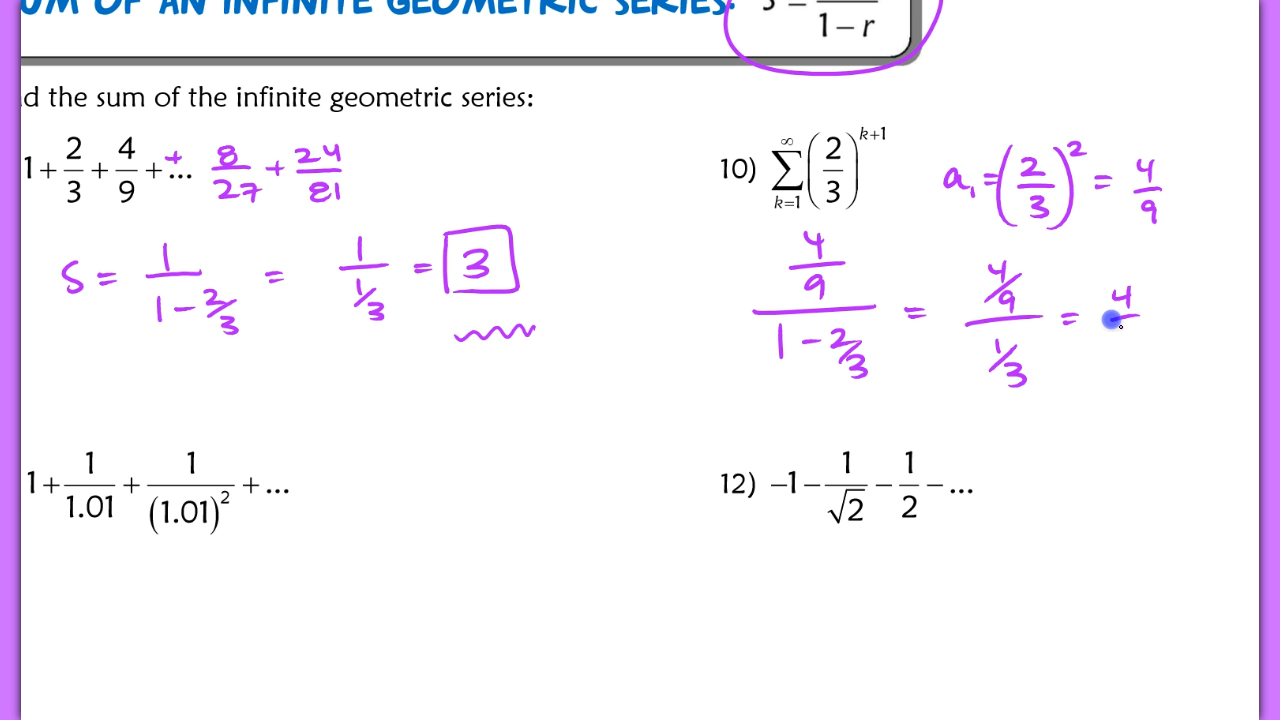 UM OF AN INFINITE GEOMETRIC SERIES: S = 1 − r
d the sum of the infinite geometric series:
1 + 2/3 + 4/9 + ... + 8/27 + 24/81
S = 1/(1 − 2/3) = 1/(1/3) = 3
10) ∞ Σ k=1 (2/3)^(k+1) a₁ = (2/3)² = 4/9
(4/9)/(1 − 2/3) = (4/9)/(1/3) = 4
1 + 1/1.01 + 1/(1.01)² + ...
12) −1 − 1/√2 − 1/2 − ...